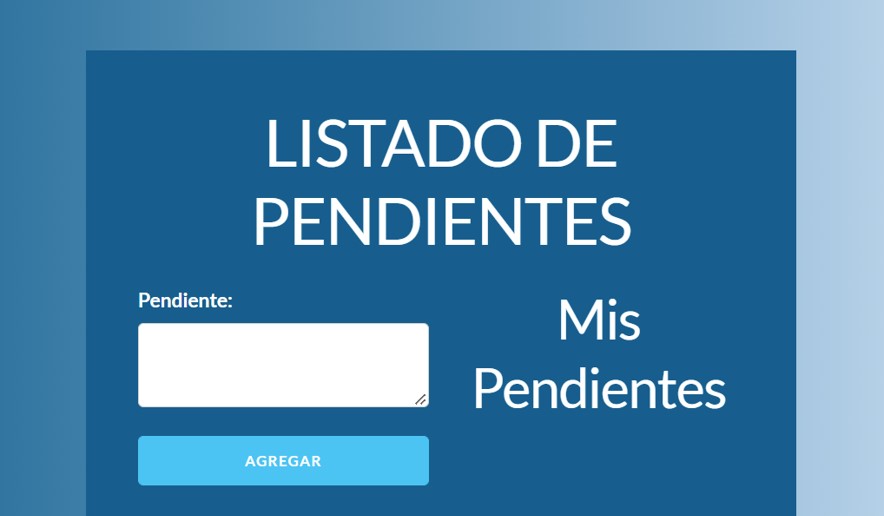 LISTADO DE
PENDIENTES
Pendiente:
AGREGAR
Mis
Pendientes